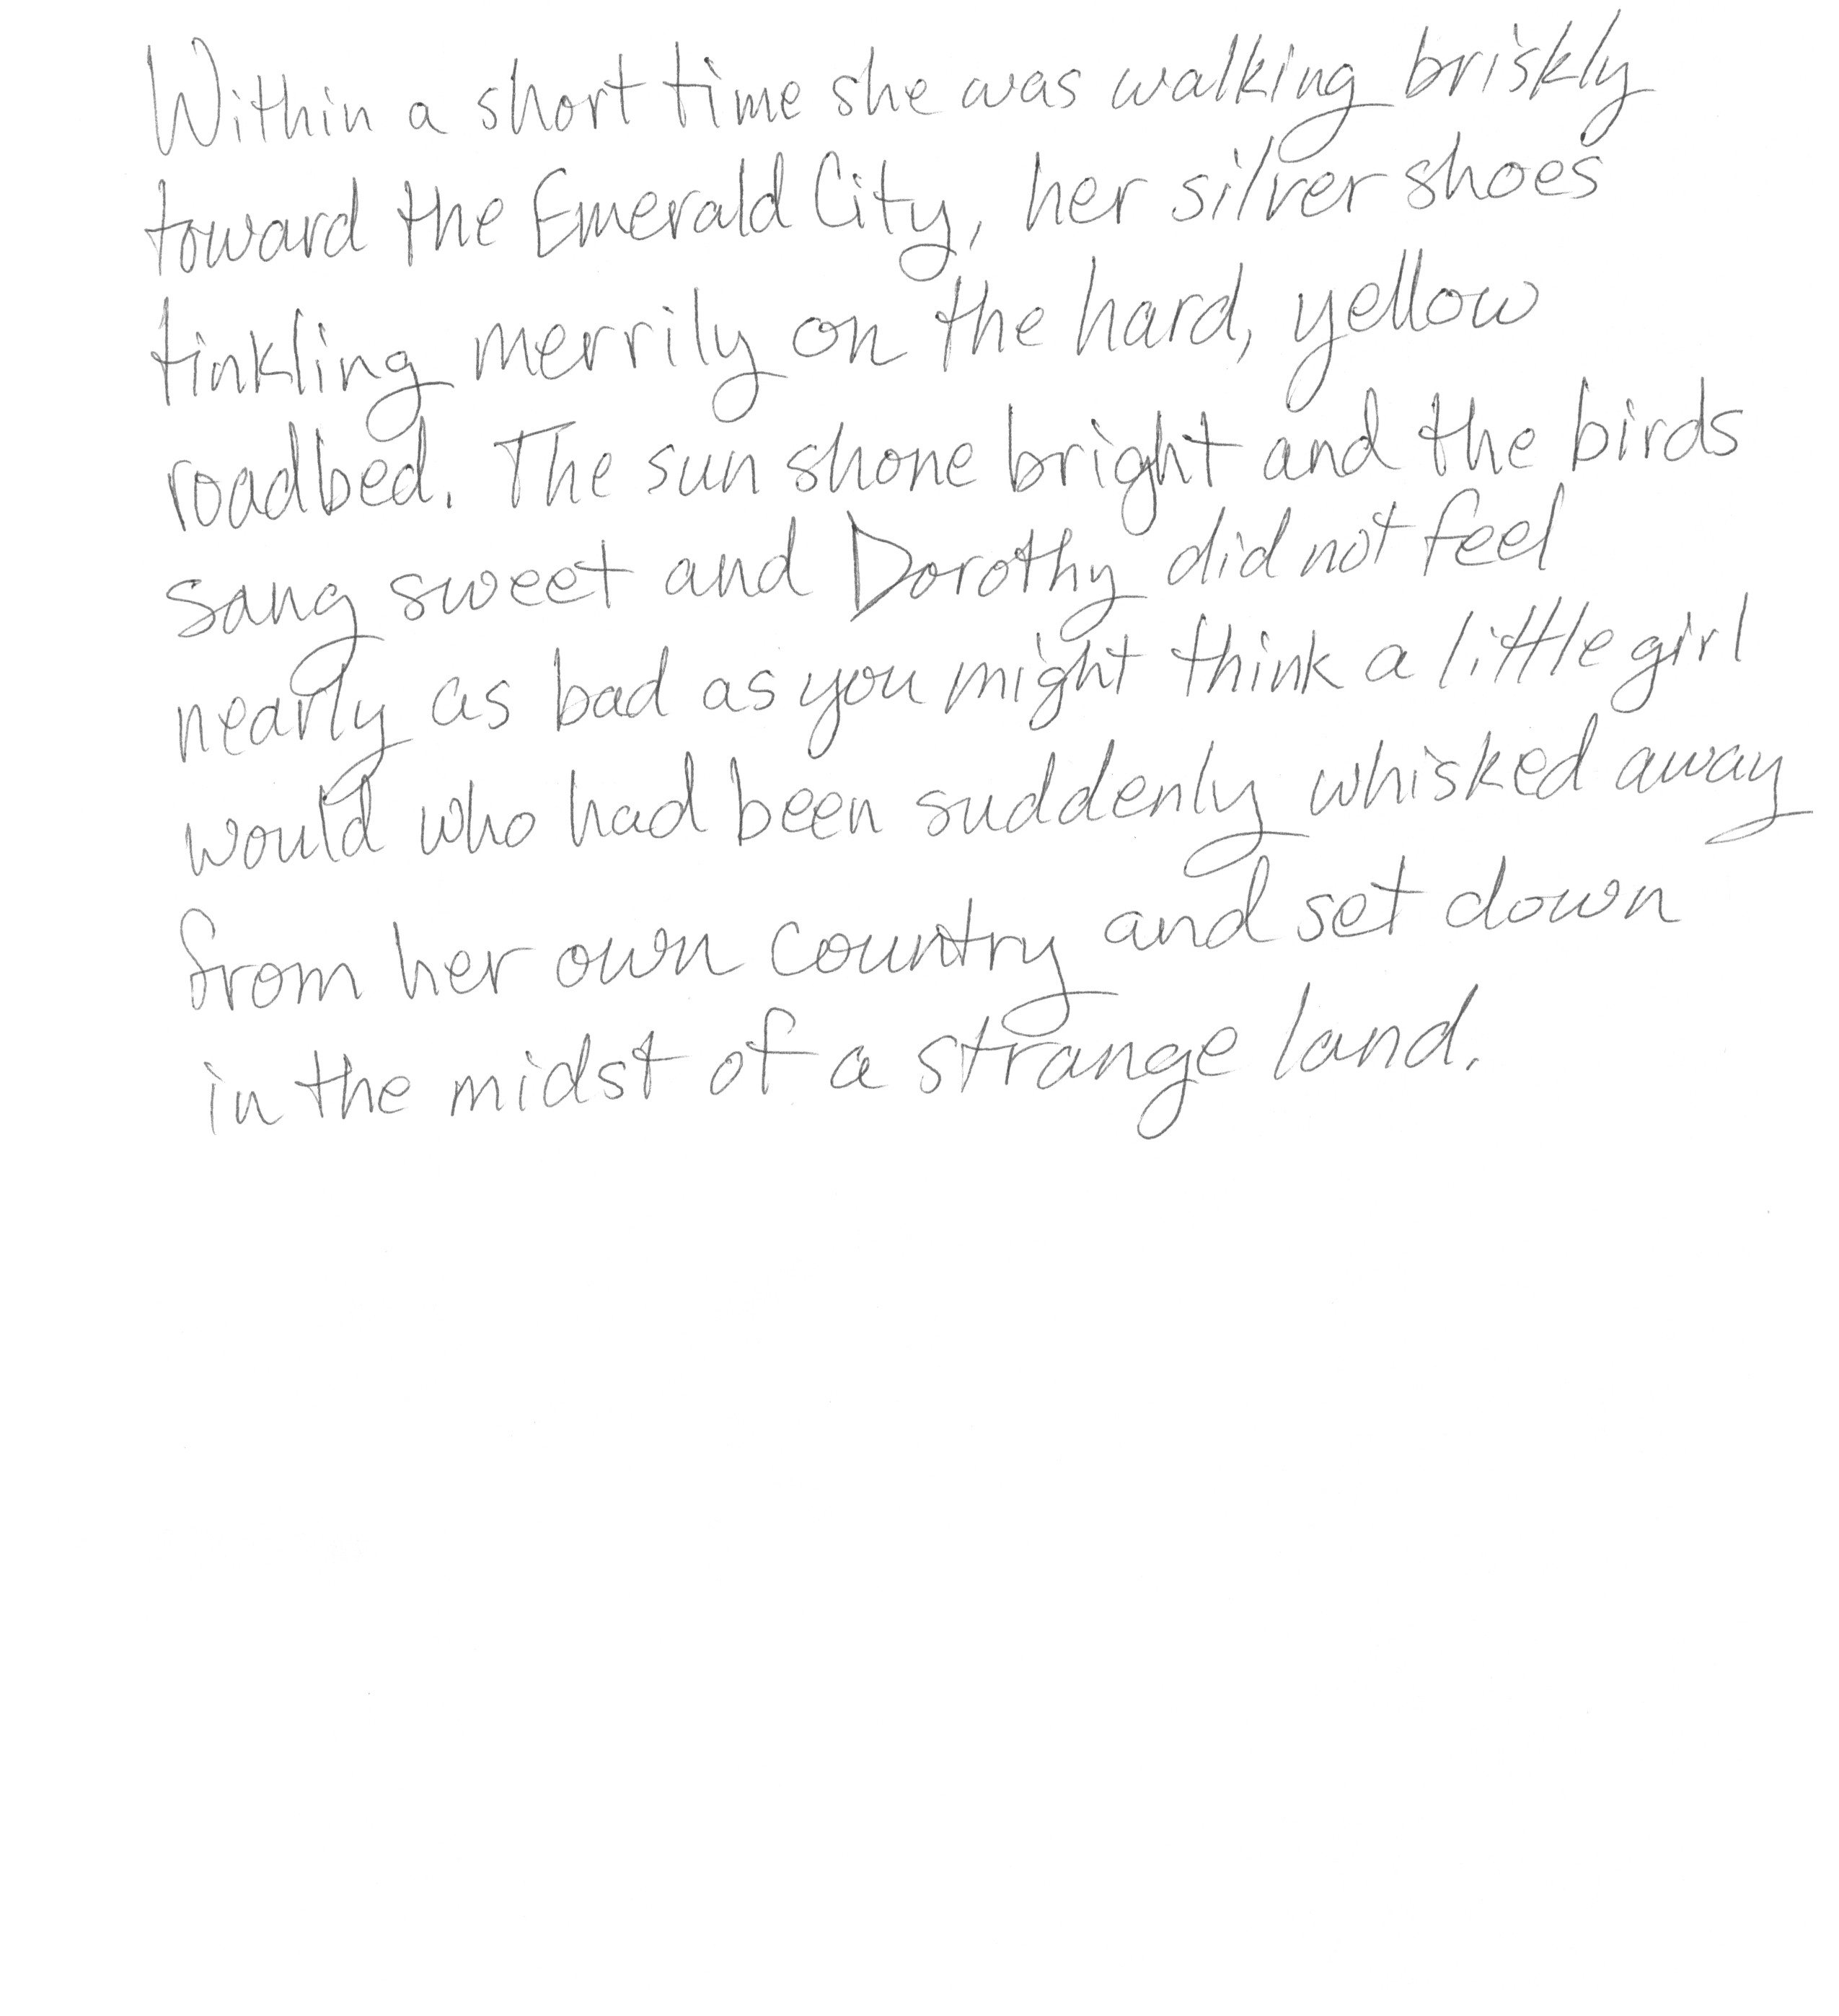 Within a short time she was walking briskly
toward the Emerald City, her silver shoes
tinkling merrily on the hard, yellow
roadbed. The sun shone bright and the birds
sang sweet and Dorothy did not feel
nearly as bad as you might think a little girl
would who had been suddenly whisked away
from her own country and set down
in the midst of a strange land.